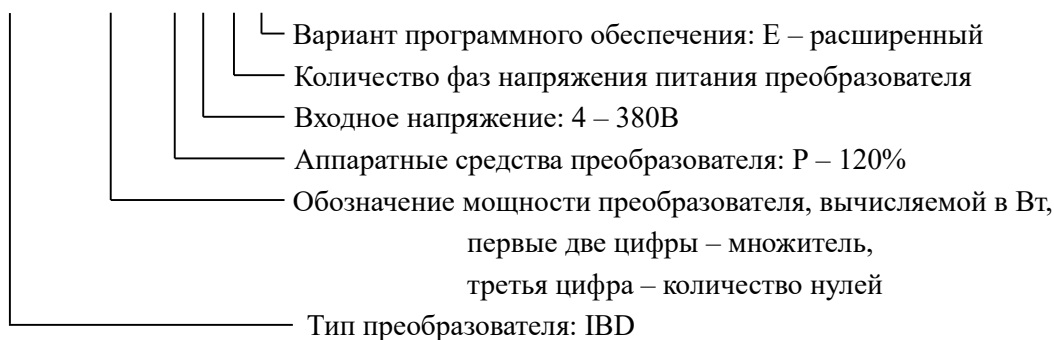 Вариант программного обеспечения: E – расширенный
Количество фаз напряжения питания преобразователя
Входное напряжение: 4 – 380В
Аппаратные средства преобразователя: P – 120%
Обозначение мощности преобразователя, вычисляемой в Вт,
первые две цифры – множитель,
третья цифра – количество нулей
Тип преобразователя: IBD